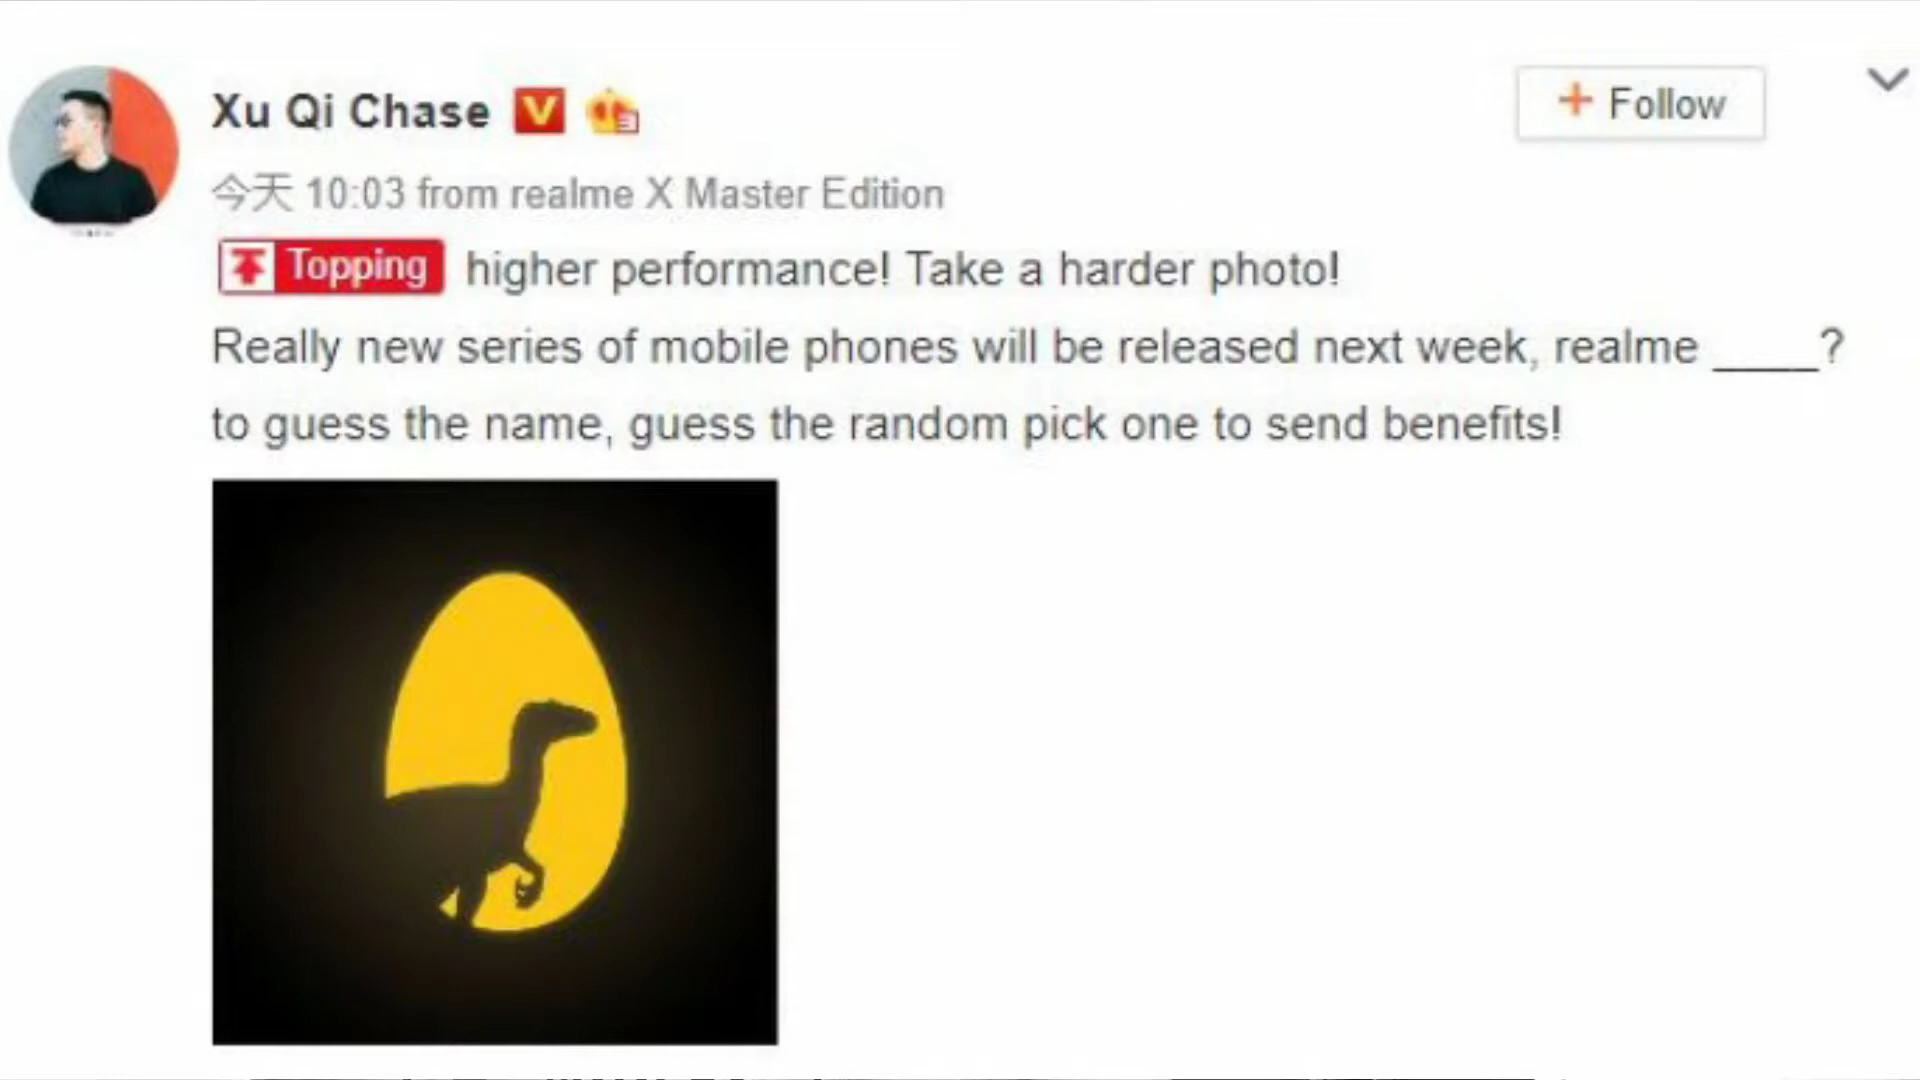 Xu Qi Chase
+ Follow
今天 10:03 from realme X Master Edition
Topping higher performance! Take a harder photo!
Really new series of mobile phones will be released next week, realme ____?
to guess the name, guess the random pick one to send benefits!